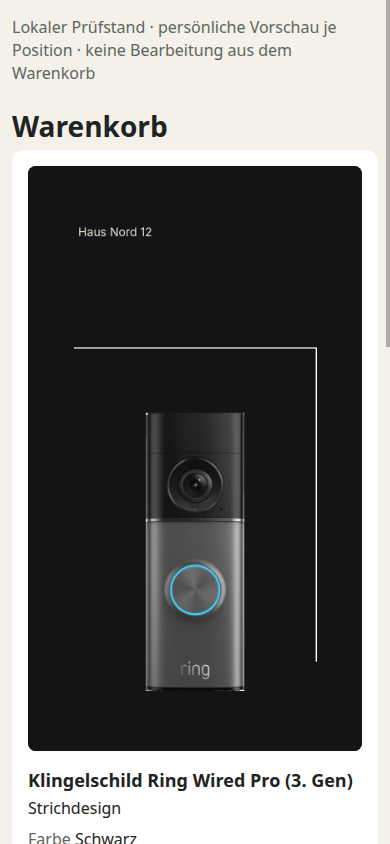 Lokaler Prüfstand · persönliche Vorschau je
Position · keine Bearbeitung aus dem
Warenkorb
Warenkorb
Haus Nord 12
ring
Klingelschild Ring Wired Pro (3. Gen)
Strichdesign
Farbe Schwarz